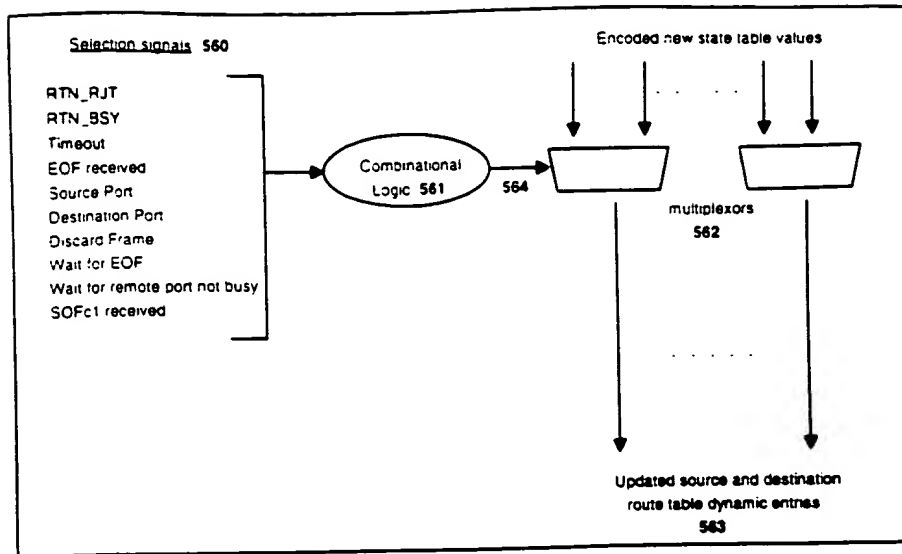 Selection signals 560
RTN_RJT
RTN_BSY
Timeout
EOF received
Source Port
Destination Port
Discard Frame
Wait for EOF
Wait for remote port not busy
SOFc1 received
Combinational
Logic 561
564
Encoded new state table values
multiplexors
562
Updated source and destination
route table dynamic entries
563